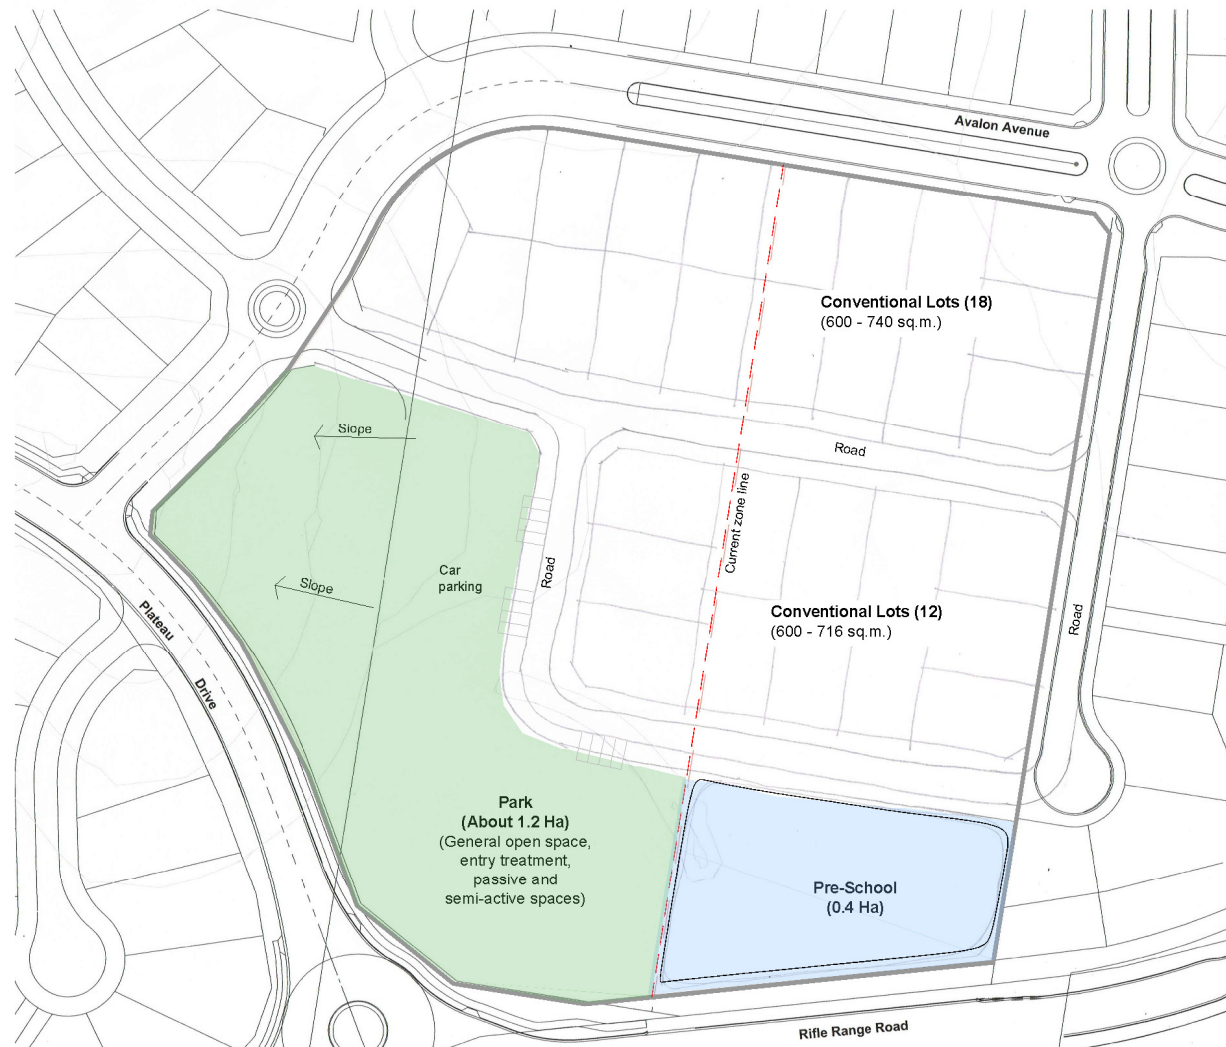 Avalon Avenue
Conventional Lots (18)
(600 - 740 sq.m.)
Slope
Road
Current zone line
Car
parking
Road
Slope
Plateau
Drive
Conventional Lots (12)
(600 - 716 sq.m.)
Road
Park
(About 1.2 Ha)
(General open space,
entry treatment,
passive and
semi-active spaces)
Pre-School
(0.4 Ha)
Rifle Range Road